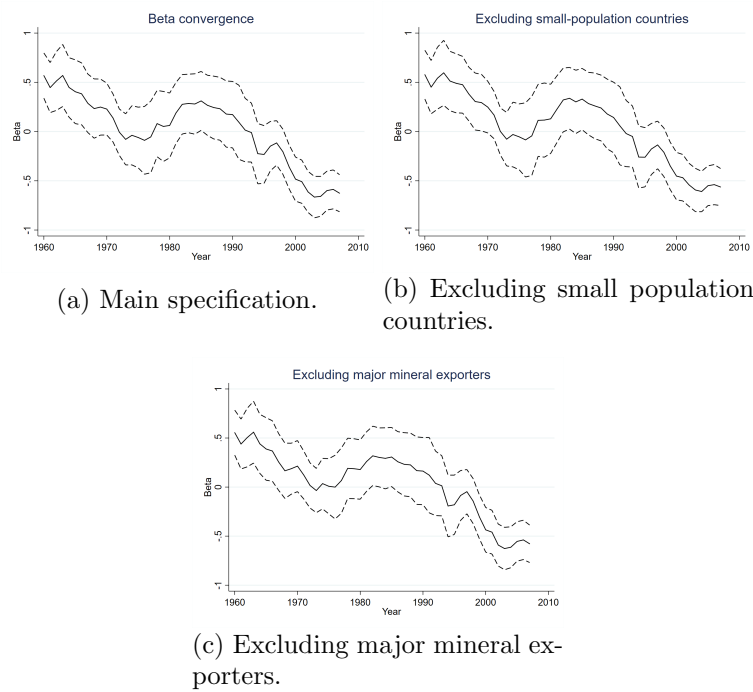 Beta convergence
1
.5
0
-.5
-1
Beta
1960 1970 1980 1990 2000 2010
Year
(a) Main specification.
Excluding small-population countries
1
.5
0
-.5
-1
Beta
1960 1970 1980 1990 2000 2010
Year
(b) Excluding small population
countries.
Excluding major mineral exporters
1
.5
0
-.5
-1
Beta
1960 1970 1980 1990 2000 2010
Year
(c) Excluding major mineral ex-
porters.